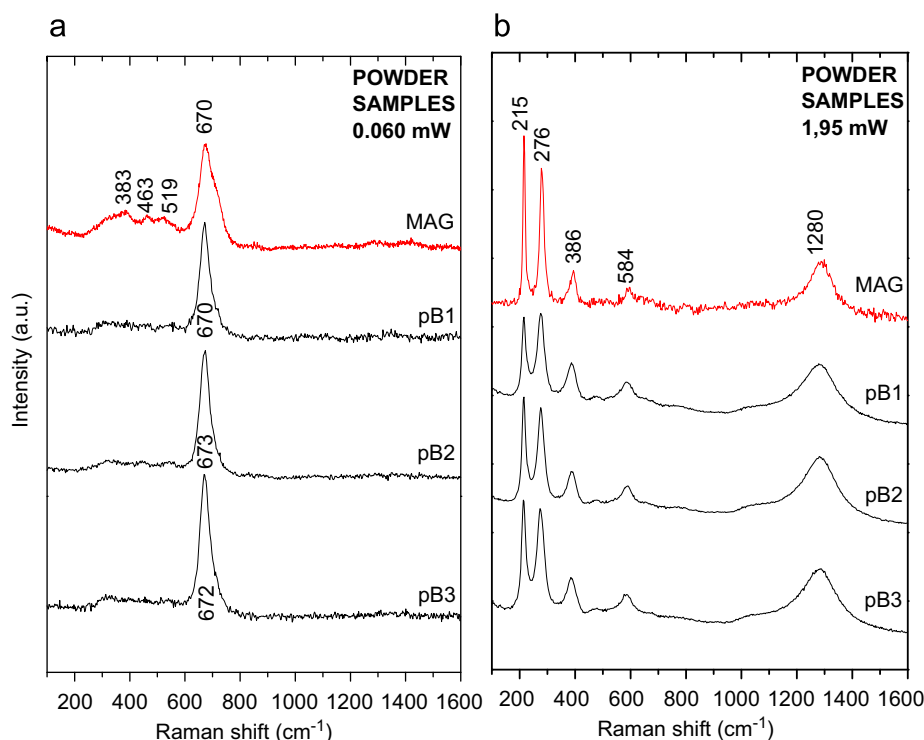 a
POWDER
SAMPLES
0.060 mW
670
383
463
519
MAG
pB1
670
pB2
673
pB3
672
Intensity (a.u.)
200 400 600 800 1000 1200 1400 1600
Raman shift (cm⁻¹)
b
POWDER
SAMPLES
1,95 mW
215
276
386
584
1280
MAG
pB1
pB2
pB3
200 400 600 800 1000 1200 1400 1600
Raman shift (cm⁻¹)